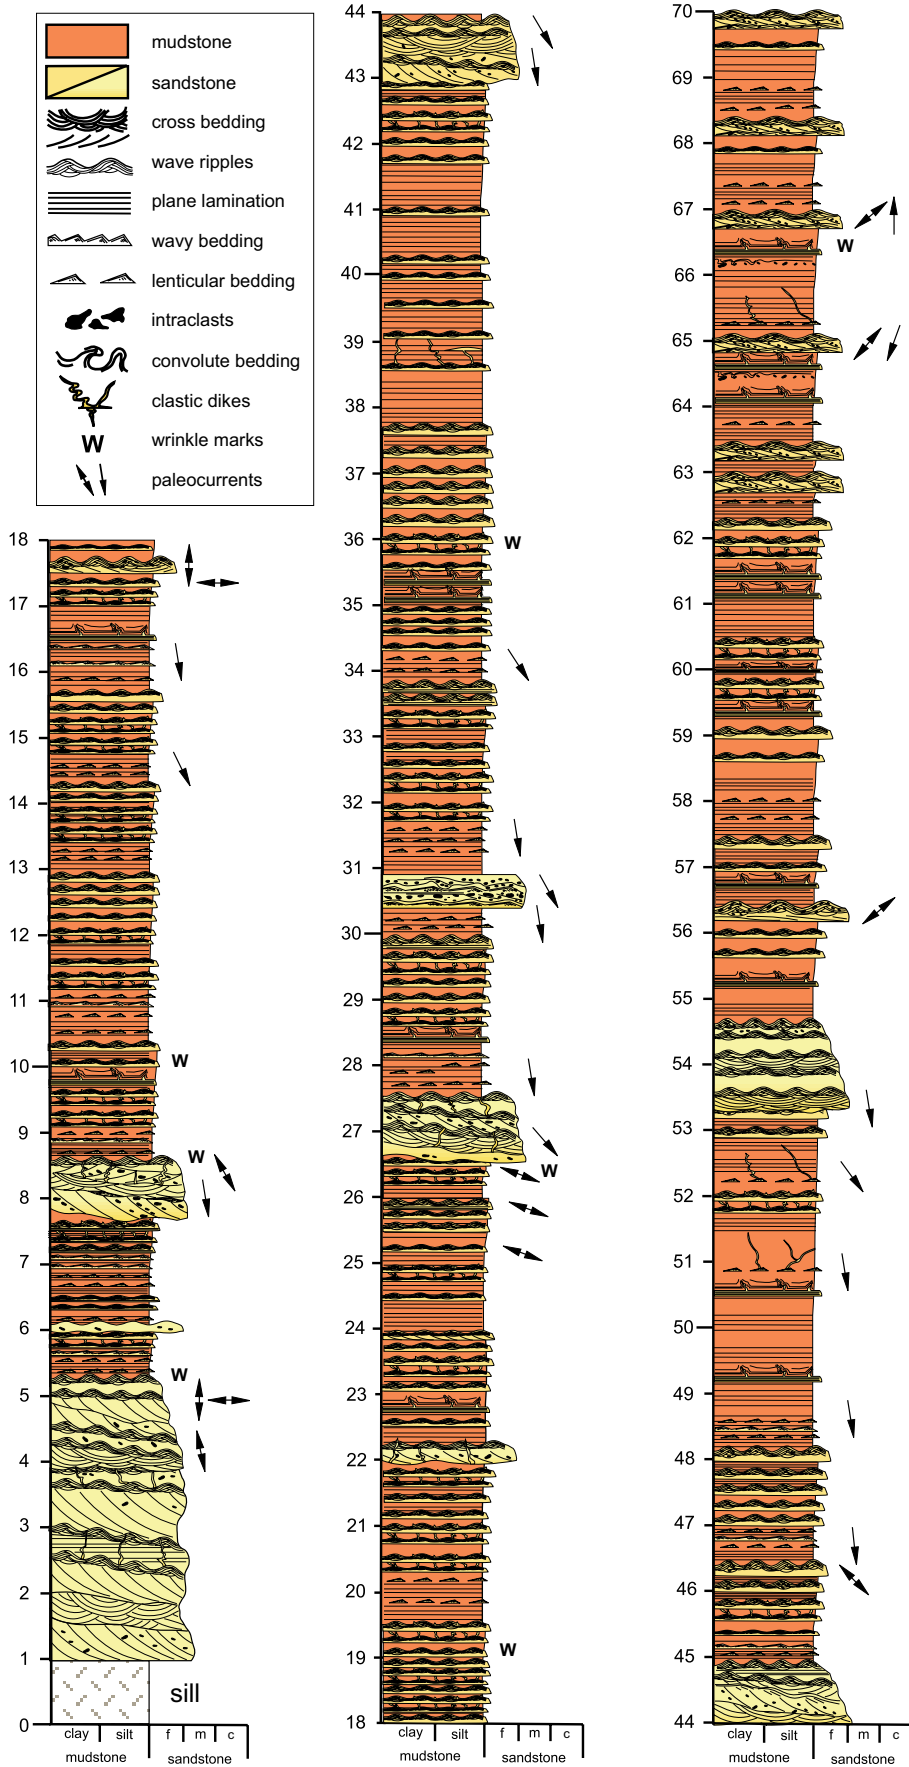 mudstone
sandstone
cross bedding
wave ripples
plane lamination
wavy bedding
lenticular bedding
intraclasts
convolute bedding
clastic dikes
W wrinkle marks
paleocurrents
18
17
16
15
14
13
12
11
10
W
9
W
8
7
6
W
5
4
3
2
1
sill
0
clay silt f m c
mudstone sandstone
44
43
42
41
40
39
38
37
36
W
35
34
33
32
31
30
29
28
27
W
26
25
24
23
22
21
20
19
W
18
clay silt f m c
mudstone sandstone
70
69
68
67
W
66
65
64
63
62
61
60
59
58
57
56
55
54
53
52
51
50
49
48
47
46
45
44
clay silt f m c
mudstone sandstone